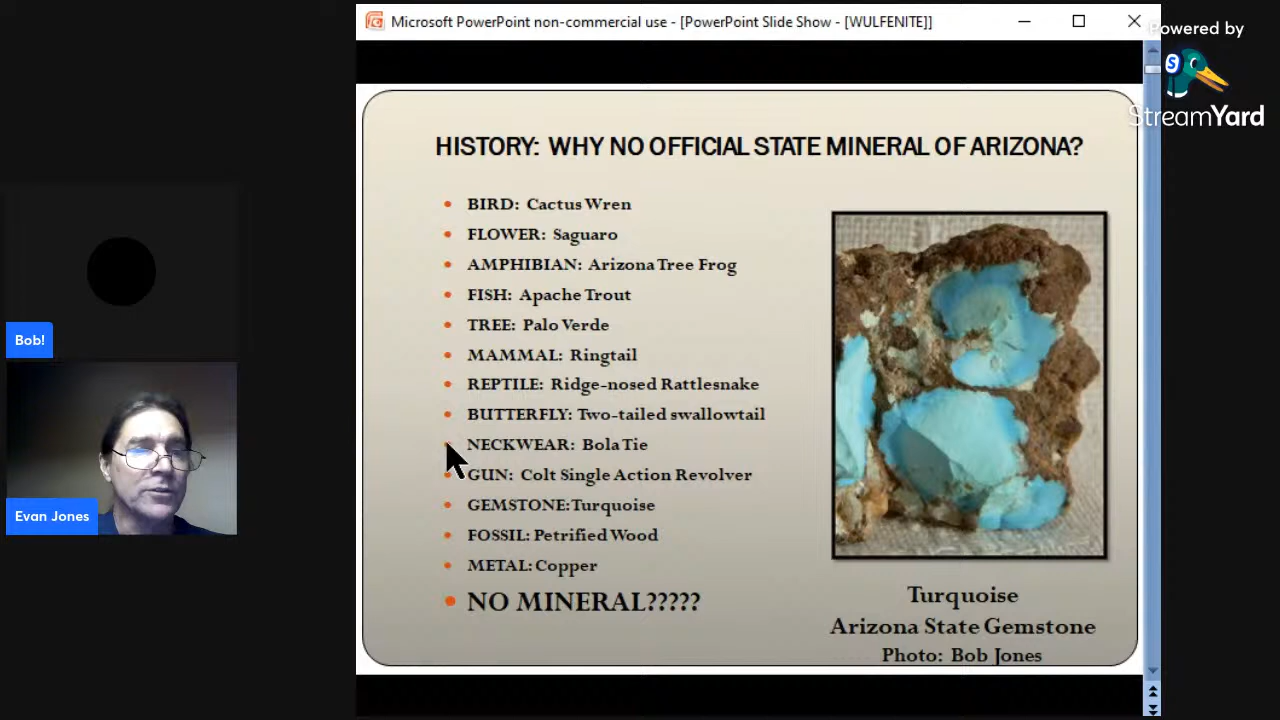 Microsoft PowerPoint non-commercial use - [PowerPoint Slide Show - [WULFENITE]]
Powered by
S
StreamYard
HISTORY: WHY NO OFFICIAL STATE MINERAL OF ARIZONA?
• BIRD: Cactus Wren
• FLOWER: Saguaro
• AMPHIBIAN: Arizona Tree Frog
• FISH: Apache Trout
• TREE: Palo Verde
• MAMMAL: Ringtail
• REPTILE: Ridge-nosed Rattlesnake
• BUTTERFLY: Two-tailed swallowtail
• NECKWEAR: Bola Tie
• GUN: Colt Single Action Revolver
• GEMSTONE: Turquoise
• FOSSIL: Petrified Wood
• METAL: Copper
• NO MINERAL?????
Turquoise
Arizona State Gemstone
Photo: Bob Jones
Bob!
Evan Jones